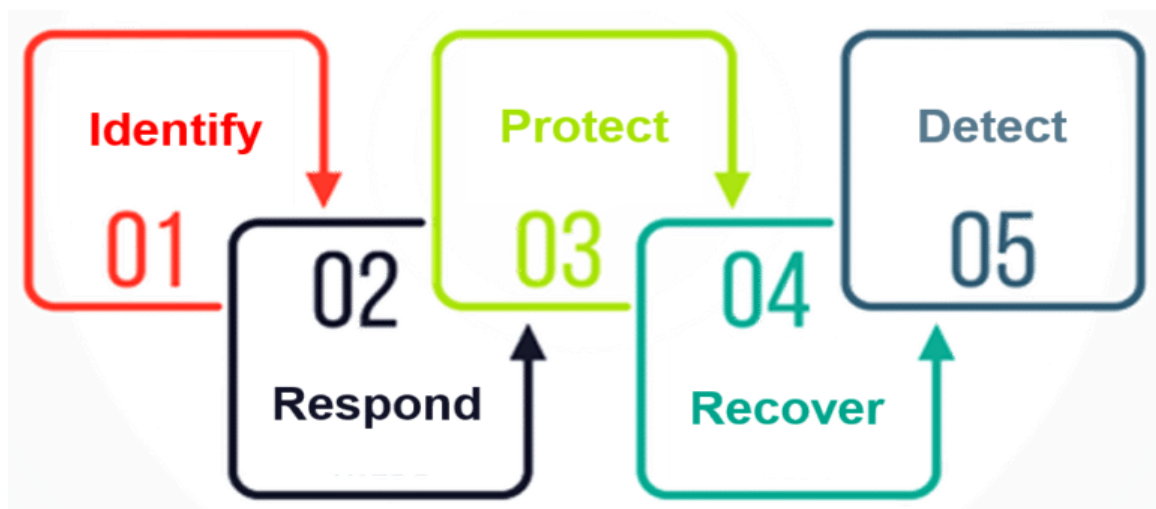 Identify
01
02
Respond
Protect
03
04
Recover
Detect
05